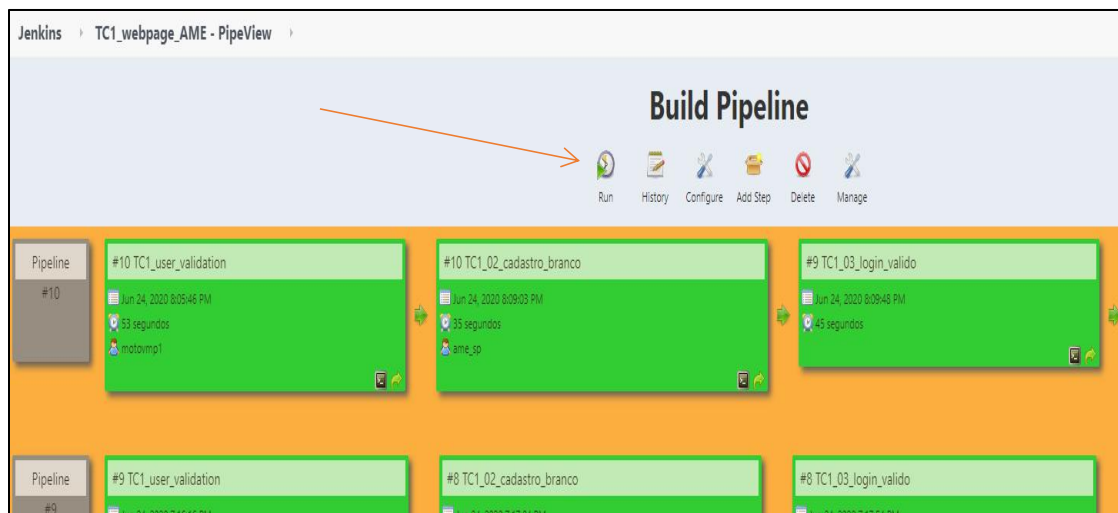 Jenkins TC1_webpage_AME - PipeView
Build Pipeline
Run History Configure Add Step Delete Manage
Pipeline
#10
#10 TC1_user_validation
Jun 24, 2020 8:05:46 PM
53 segundos
motovmp1
#10 TC1_02_cadastro_branco
Jun 24, 2020 8:09:03 PM
35 segundos
ame_sp
#9 TC1_03_login_valido
Jun 24, 2020 8:09:48 PM
45 segundos
Pipeline
#9
#9 TC1_user_validation
#8 TC1_02_cadastro_branco
#8 TC1_03_login_valido